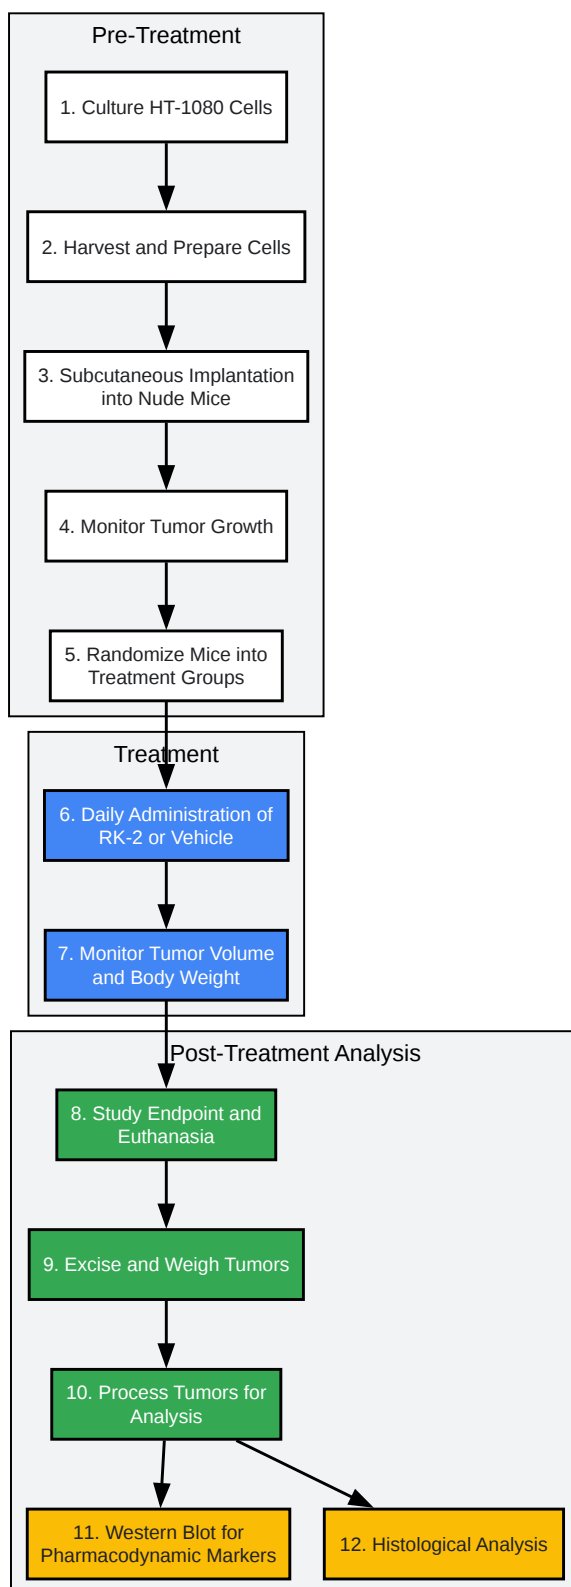 Pre-Treatment
1. Culture HT-1080 Cells
2. Harvest and Prepare Cells
3. Subcutaneous Implantation
into Nude Mice
4. Monitor Tumor Growth
5. Randomize Mice into
Treatment Groups
Treatment
6. Daily Administration of
RK-2 or Vehicle
7. Monitor Tumor Volume
and Body Weight
Post-Treatment Analysis
8. Study Endpoint and
Euthanasia
9. Excise and Weigh Tumors
10. Process Tumors for
Analysis
11. Western Blot for
Pharmacodynamic Markers
12. Histological Analysis